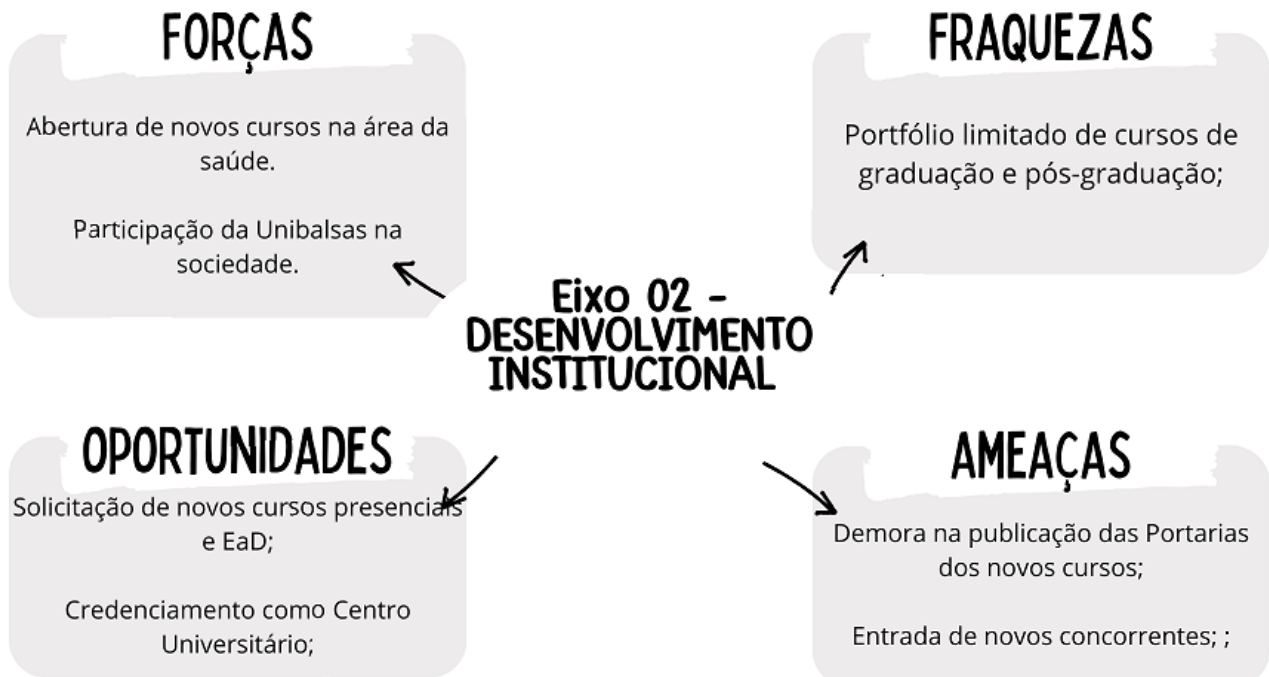 FORÇAS
Abertura de novos cursos na área da
saúde.
Participação da Unibalsas na
sociedade.
FRAQUEZAS
Portfólio limitado de cursos de
graduação e pós-graduação;
Eixo 02 -
DESENVOLVIMENTO
INSTITUCIONAL
OPORTUNIDADES
Solicitação de novos cursos presenciais
e EaD;
Credenciamento como Centro
Universitário;
AMEAÇAS
Demora na publicação das Portarias
dos novos cursos;
Entrada de novos concorrentes; ;